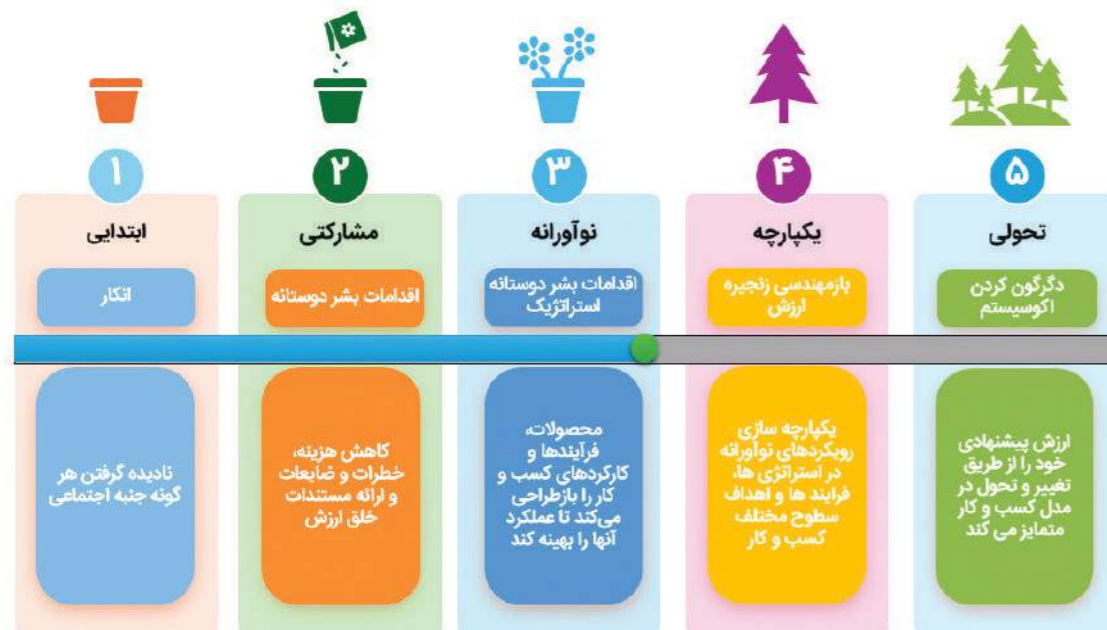 ۱
ابتدایی
انکار
نادیده گرفتن هر
گونه جنبه اجتماعی
۲
مشارکتی
اقدامات بشر دوستانه
کاهش هزینه،
خطرات و ضایعات
و ارائه مستندات
خلق ارزش
۳
نوآورانه
اقدامات بشر دوستانه
استراتژیک
محصولات،
فرآیندها و
کارکردهای کسب و
کار را بازطراحی
می‌کند تا عملکرد
آنها را بهینه کند
۴
یکپارچه
بازمهندسی زنجیره
ارزش
یکپارچه سازی
رویکردهای نوآورانه
در استراتژی ها،
فرایند ها و اهداف
سطوح مختلف
کسب و کار
۵
تحولی
دگرگون کردن
اکوسیستم
ارزش پیشنهادی
خود را از طریق
تغییر و تحول در
مدل کسب و کار
متمایز می کند